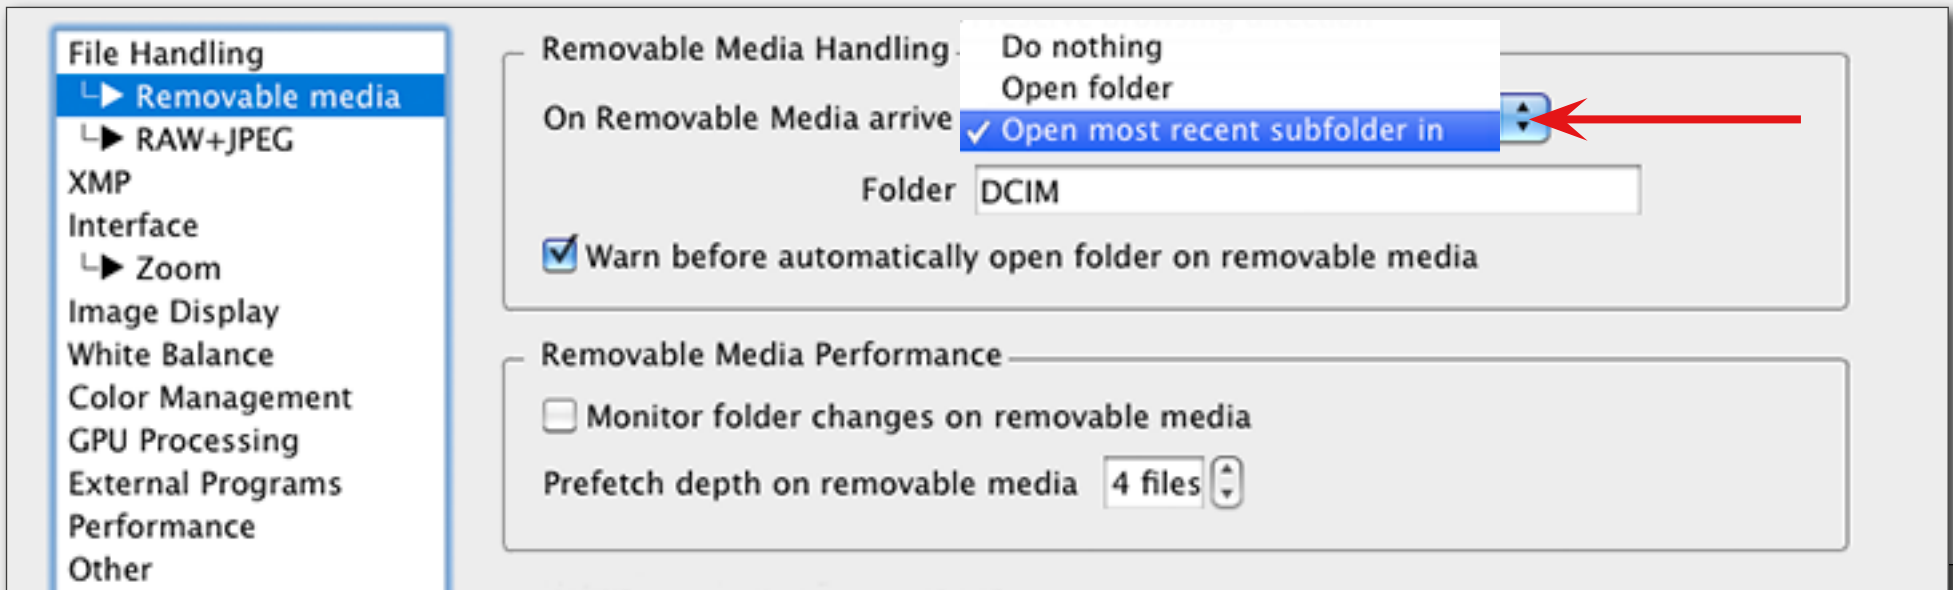 File Handling
Removable media
RAW+JPEG
XMP
Interface
Zoom
Image Display
White Balance
Color Management
GPU Processing
External Programs
Performance
Other
Removable Media Handling
Do nothing
Open folder
On Removable Media arrive
Open most recent subfolder in
Folder DCIM
Warn before automatically open folder on removable media
Removable Media Performance
Monitor folder changes on removable media
Prefetch depth on removable media 4 files